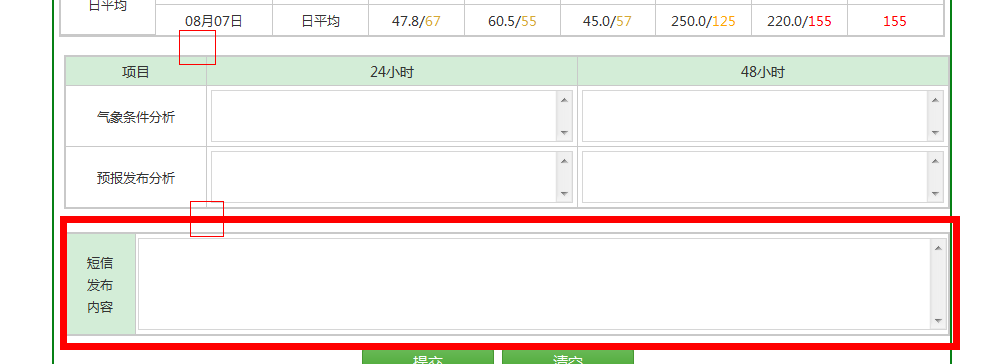 日平均
08月07日 日平均 47.8/67 60.5/55 45.0/57 250.0/125 220.0/155 155
项目 24小时 48小时
气象条件分析
预报发布分析
短信
发布
内容
提交 清空